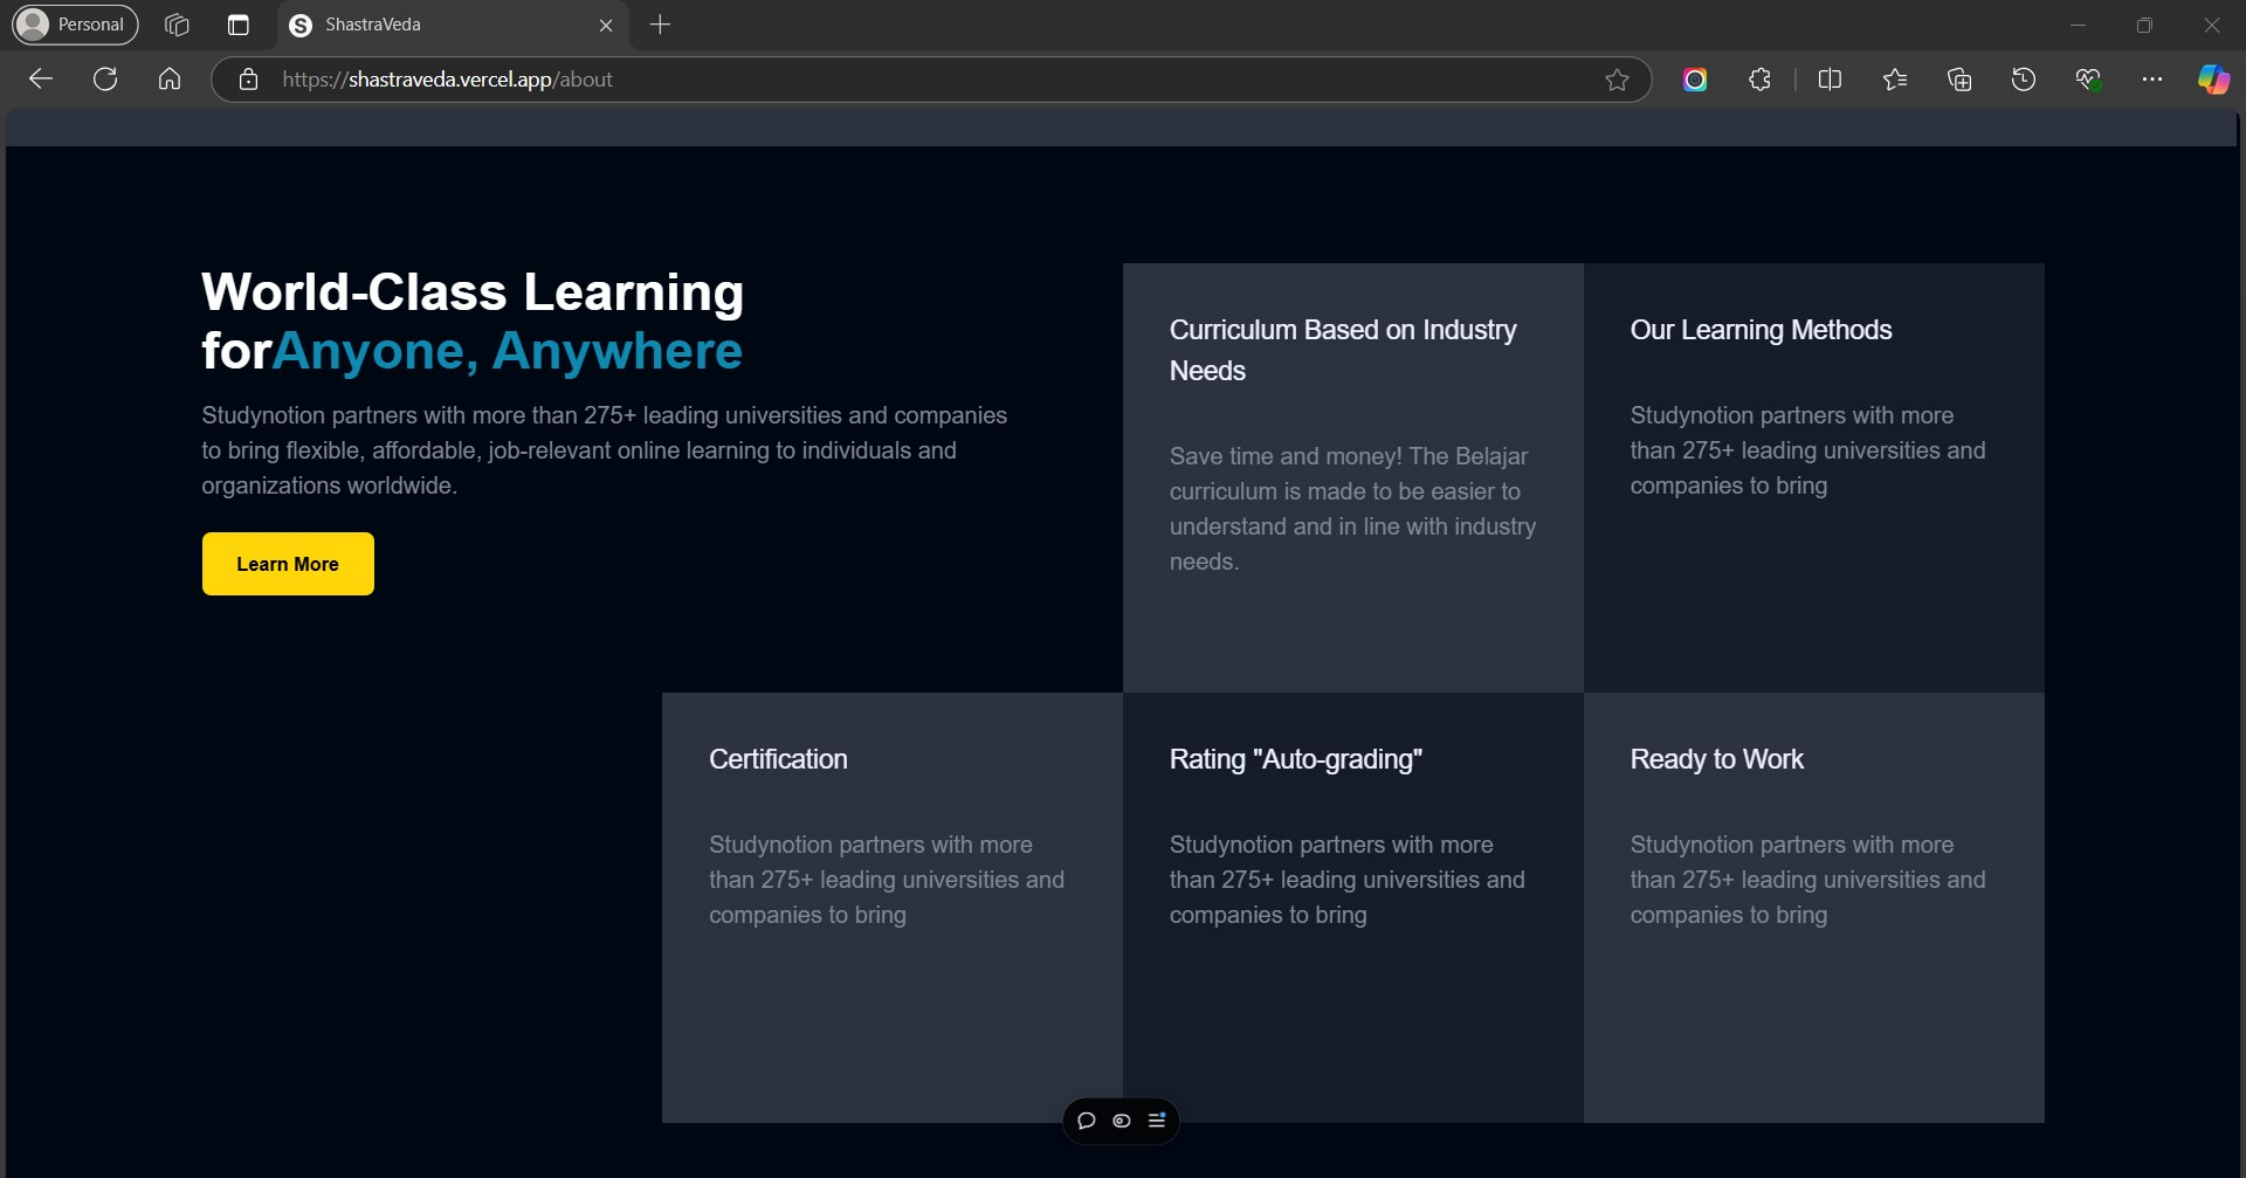 Personal
ShastraVeda
https://shastraveda.vercel.app/about
World-Class Learning
forAnyone, Anywhere
Studynotion partners with more than 275+ leading universities and companies
to bring flexible, affordable, job-relevant online learning to individuals and
organizations worldwide.
Learn More
Curriculum Based on Industry
Needs
Save time and money! The Belajar
curriculum is made to be easier to
understand and in line with industry
needs.
Our Learning Methods
Studynotion partners with more
than 275+ leading universities and
companies to bring
Certification
Studynotion partners with more
than 275+ leading universities and
companies to bring
Rating "Auto-grading"
Studynotion partners with more
than 275+ leading universities and
companies to bring
Ready to Work
Studynotion partners with more
than 275+ leading universities and
companies to bring